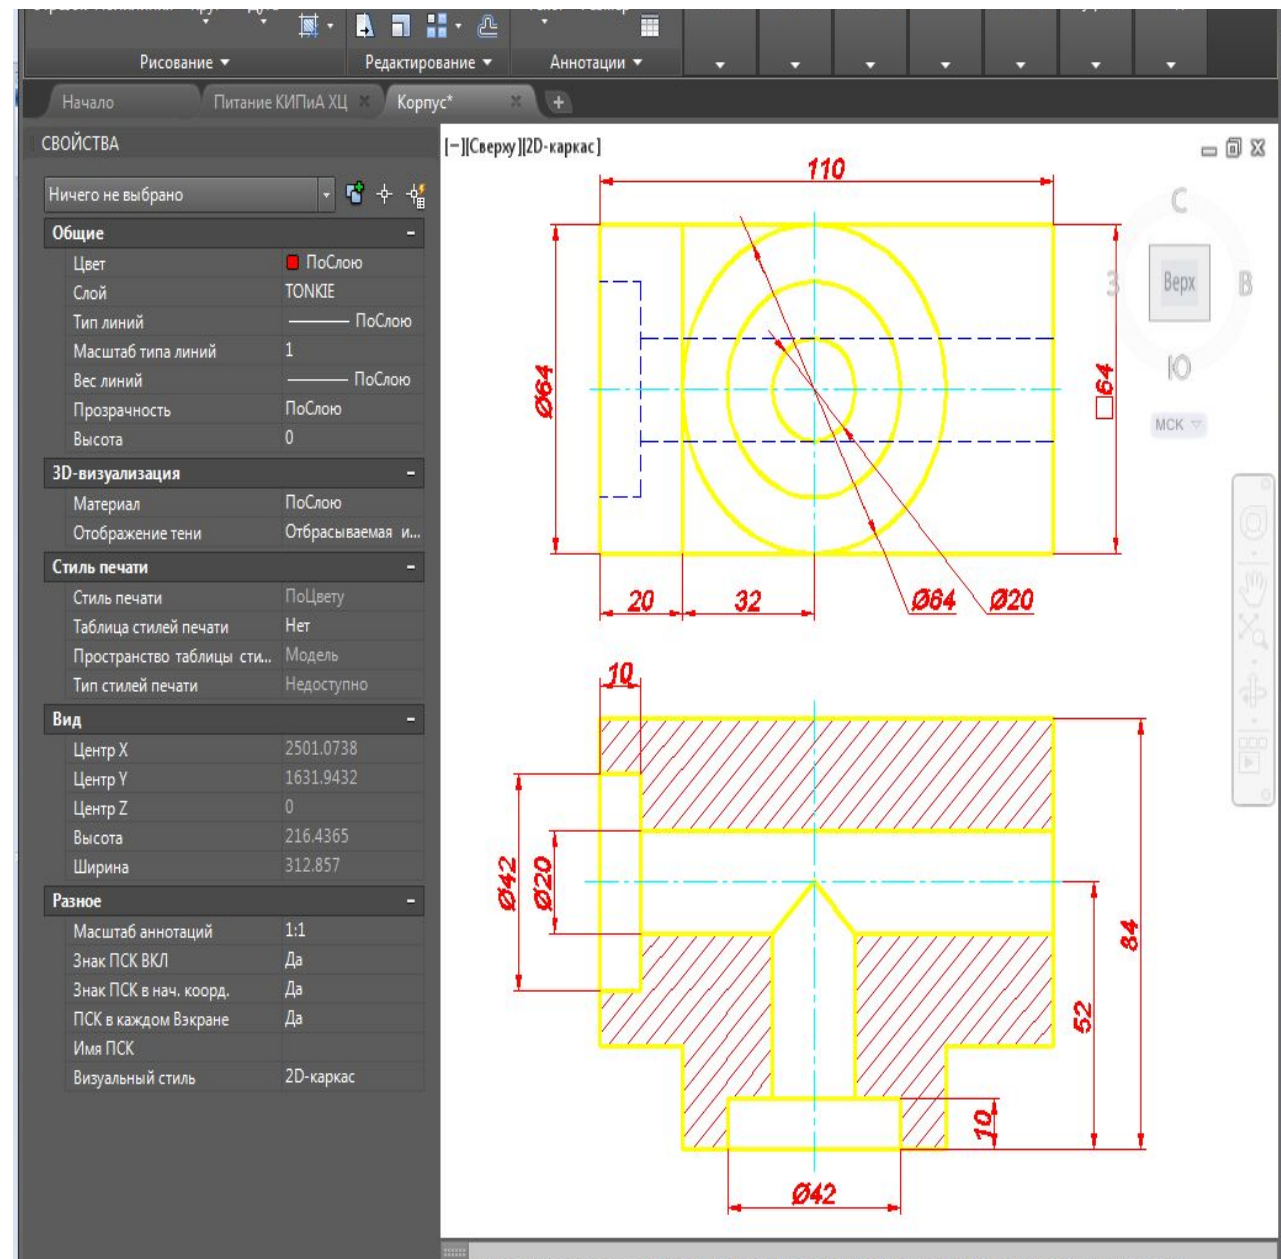 Рисование
Редактирование
Аннотации
Начало
Питание КИПиА ХЦ
Корпус*
СВОЙСТВА
Ничего не выбрано
Общие
Цвет ПоСлою
Слой TONKIE
Тип линий ПоСлою
Масштаб типа линий 1
Вес линий ПоСлою
Прозрачность ПоСлою
Высота 0
3D-визуализация
Материал ПоСлою
Отображение тени Отбрасываемая и...
Стиль печати
Стиль печати ПоЦвету
Таблица стилей печати Нет
Пространство таблицы сти... Модель
Тип стилей печати Недоступно
Вид
Центр X 2501.0738
Центр Y 1631.9432
Центр Z 0
Высота 216.4365
Ширина 312.857
Разное
Масштаб аннотаций 1:1
Знак ПСК ВКЛ Да
Знак ПСК в нач. коорд. Да
ПСК в каждом Вэкране Да
Имя ПСК
Визуальный стиль 2D-каркас
[−][Сверху][2D-каркас]
110
Ø64
□64
20
32
Ø64
Ø20
С
З
Верх
В
Ю
МСК
10
Ø42
Ø20
84
52
10
Ø42